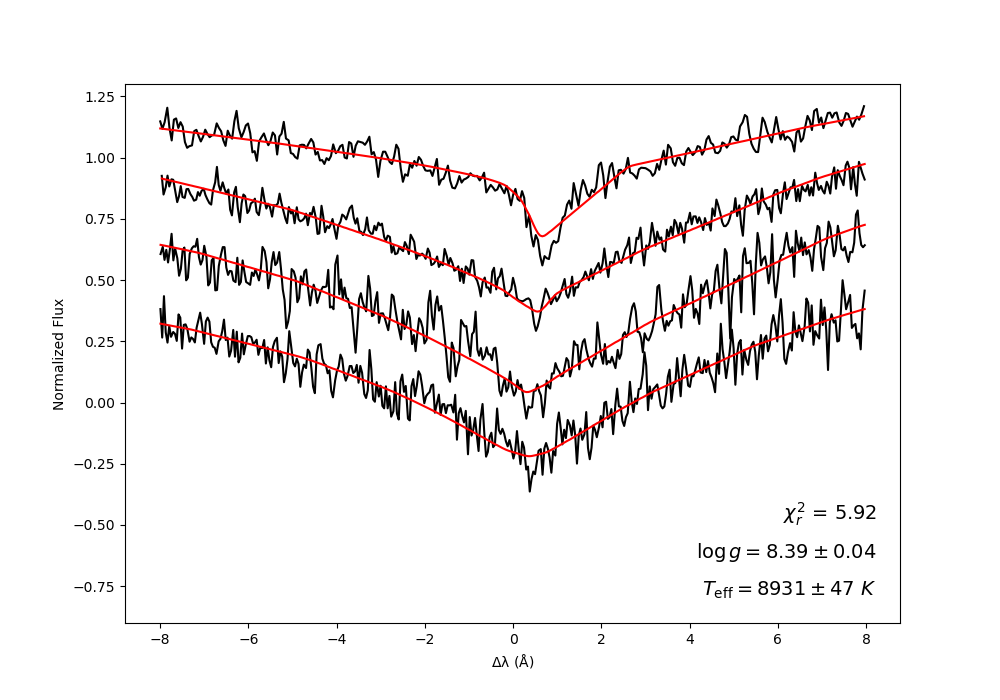 1.25
1.00
0.75
0.50
0.25
0.00
−0.25
−0.50
−0.75
Normalized Flux
χ²ᵣ = 5.92
log g = 8.39 ± 0.04
T_eff = 8931 ± 47 K
−8 −6 −4 −2 0 2 4 6 8
Δλ (Å)